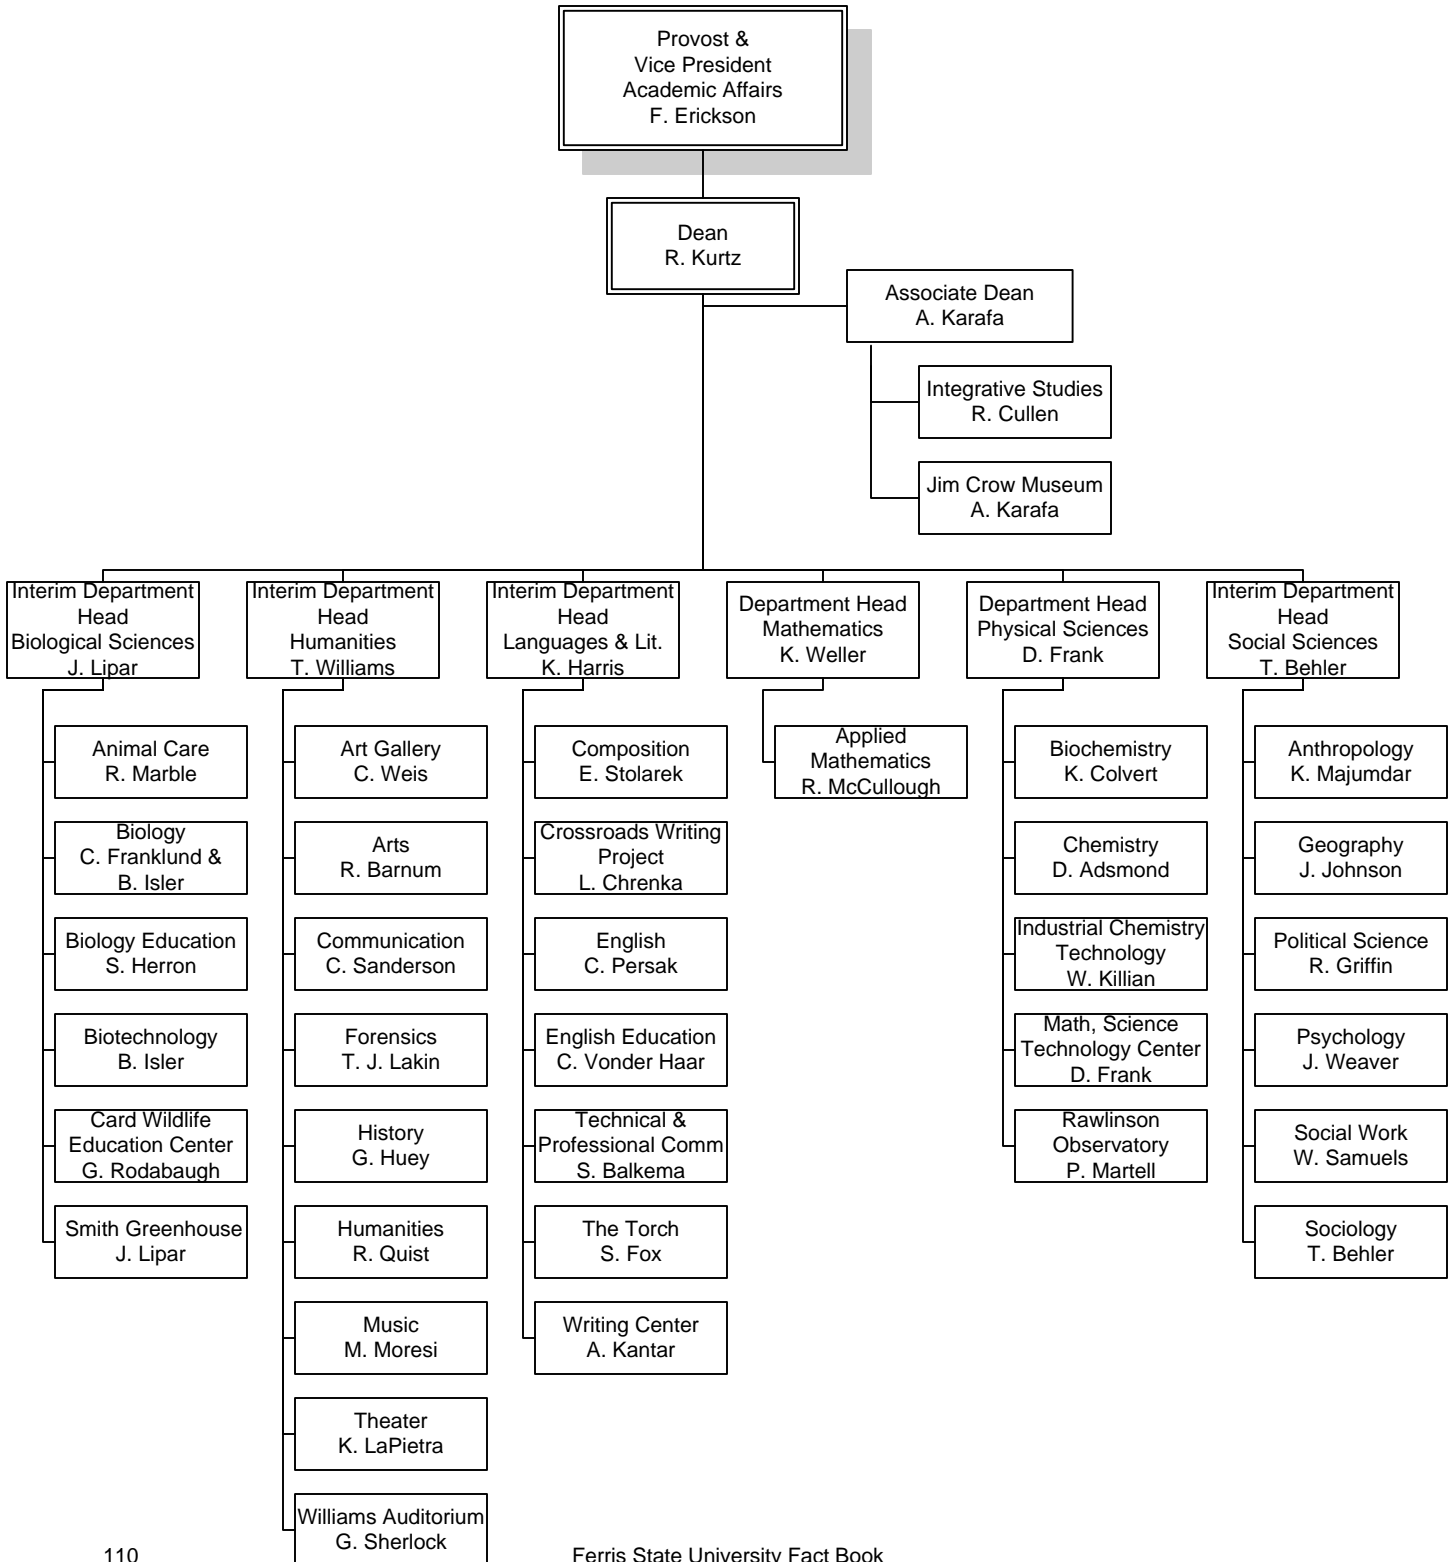 Provost &
Vice President
Academic Affairs
F. Erickson
Dean
R. Kurtz
Associate Dean
A. Karafa
Integrative Studies
R. Cullen
Jim Crow Museum
A. Karafa
Interim Department
Head
Biological Sciences
J. Lipar
Interim Department
Head
Humanities
T. Williams
Interim Department
Head
Languages & Lit.
K. Harris
Department Head
Mathematics
K. Weller
Department Head
Physical Sciences
D. Frank
Interim Department
Head
Social Sciences
T. Behler
Animal Care
R. Marble
Biology
C. Franklund &
B. Isler
Biology Education
S. Herron
Biotechnology
B. Isler
Card Wildlife
Education Center
G. Rodabaugh
Smith Greenhouse
J. Lipar
Art Gallery
C. Weis
Arts
R. Barnum
Communication
C. Sanderson
Forensics
T. J. Lakin
History
G. Huey
Humanities
R. Quist
Music
M. Moresi
Theater
K. LaPietra
Williams Auditorium
G. Sherlock
Composition
E. Stolarek
Crossroads Writing
Project
L. Chrenka
English
C. Persak
English Education
C. Vonder Haar
Technical &
Professional Comm
S. Balkema
The Torch
S. Fox
Writing Center
A. Kantar
Applied
Mathematics
R. McCullough
Biochemistry
K. Colvert
Chemistry
D. Adsmond
Industrial Chemistry
Technology
W. Killian
Math, Science
Technology Center
D. Frank
Rawlinson
Observatory
P. Martell
Anthropology
K. Majumdar
Geography
J. Johnson
Political Science
R. Griffin
Psychology
J. Weaver
Social Work
W. Samuels
Sociology
T. Behler
110
Ferris State University Fact Book